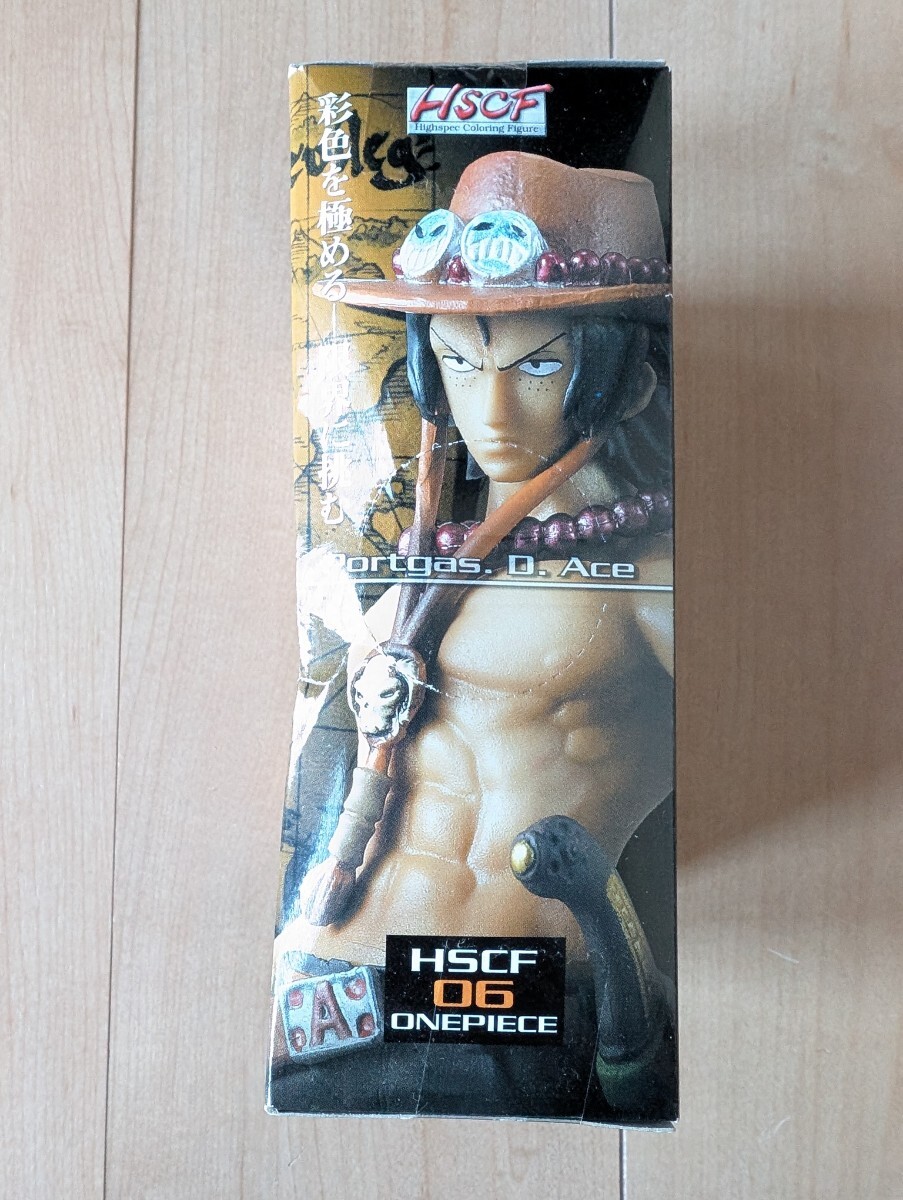 HSCF
Highspec Coloring Figure
彩色を極める
Portgas. D. Ace
A
HSCF
06
ONEPIECE